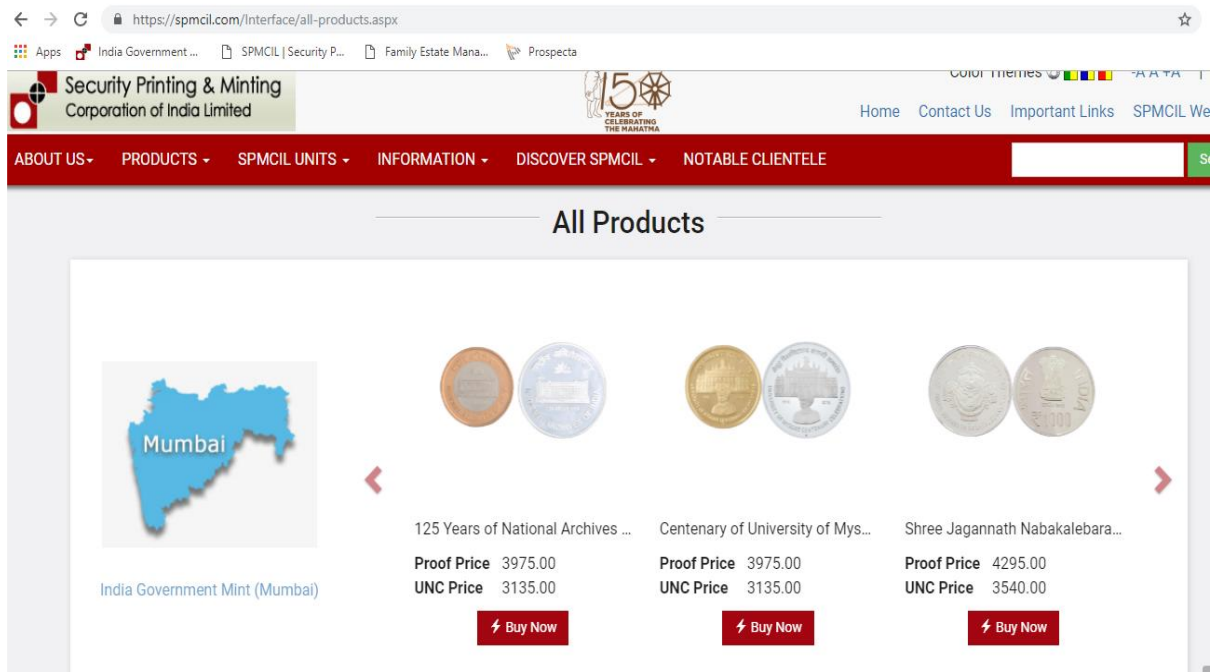 https://spmcil.com/Interface/all-products.aspx
Apps India Government ... SPMCIL | Security P... Family Estate Mana... Prospecta
Security Printing & Minting
Corporation of India Limited
150
YEARS OF
CELEBRATING
THE MAHATMA
Color Themes -A A +A |
Home Contact Us Important Links SPMCIL We
ABOUT US PRODUCTS SPMCIL UNITS INFORMATION DISCOVER SPMCIL NOTABLE CLIENTELE
All Products
Mumbai
INDIA
₹1000
125 Years of National Archives ... Centenary of University of Mys... Shree Jagannath Nabakalebara...
Proof Price 3975.00 Proof Price 3975.00 Proof Price 4295.00
UNC Price 3135.00 UNC Price 3135.00 UNC Price 3540.00
India Government Mint (Mumbai)
Buy Now Buy Now Buy Now